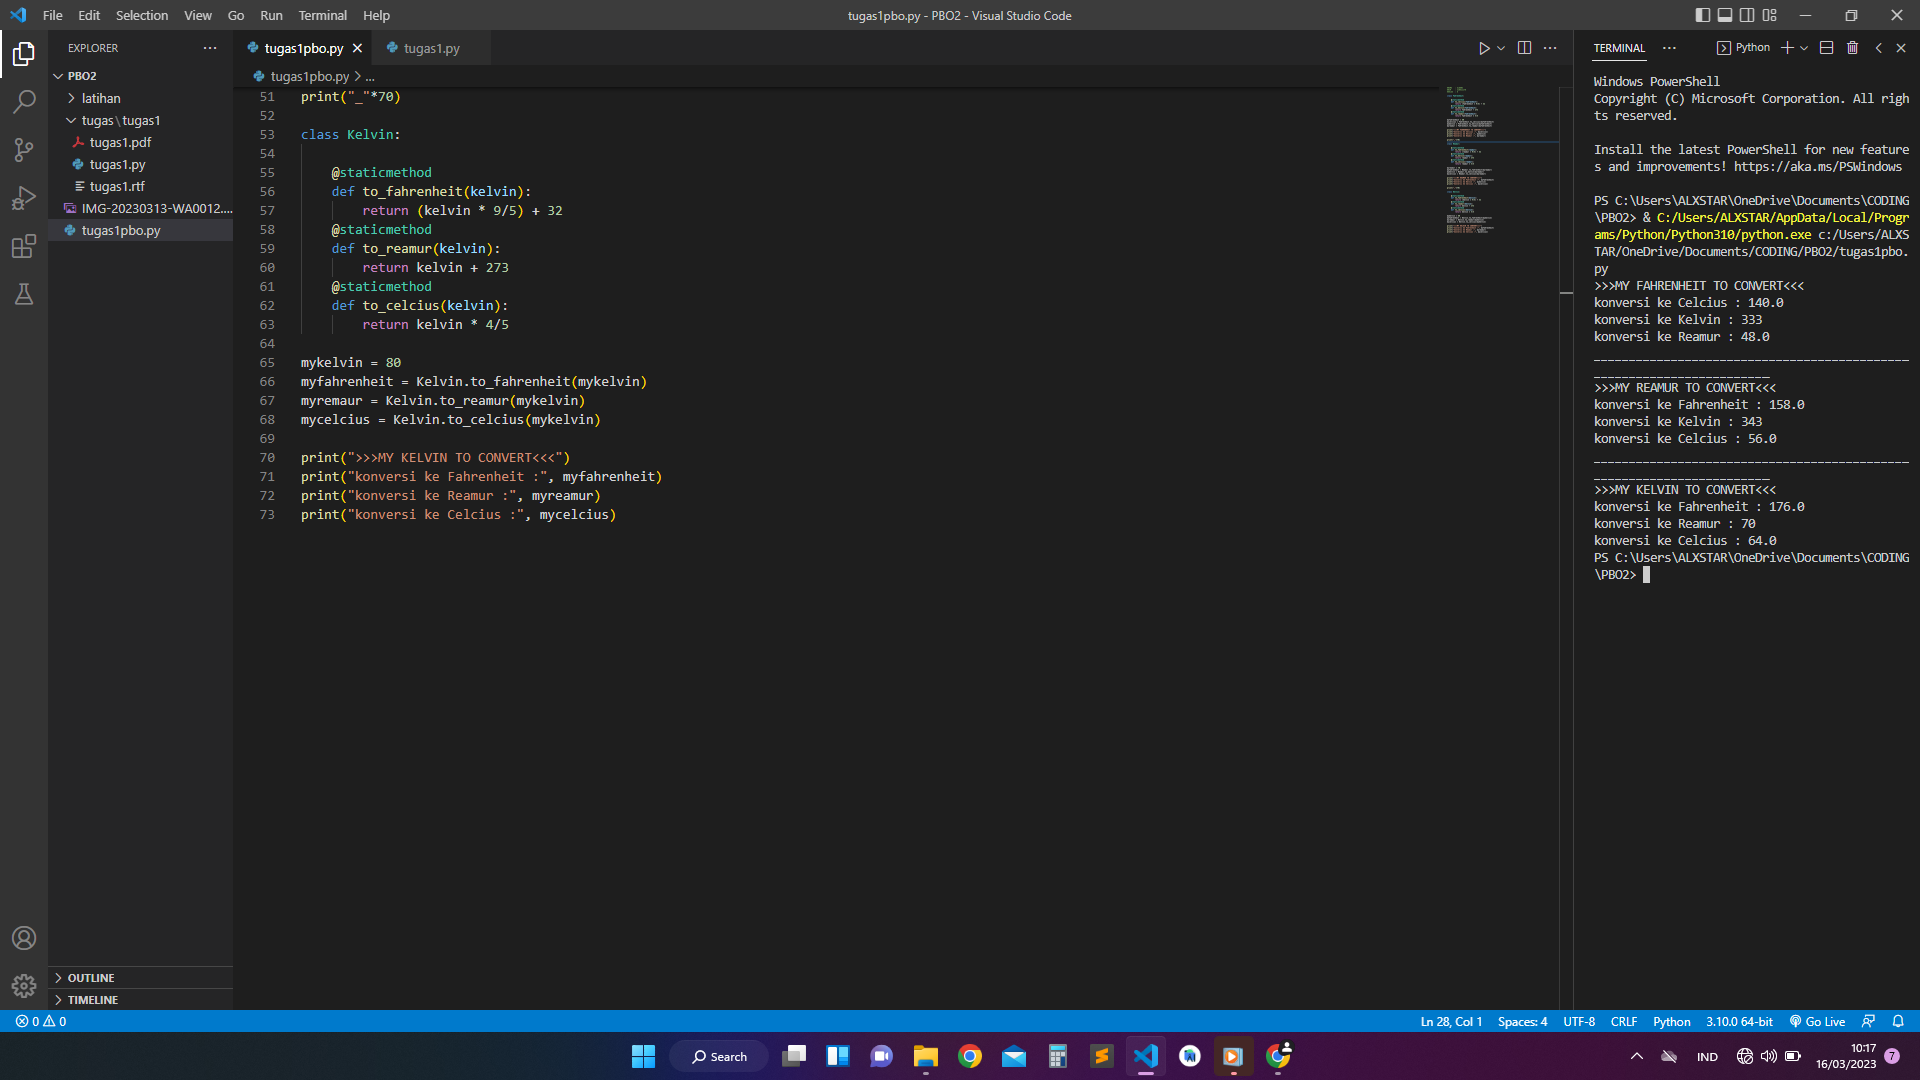 File Edit Selection View Go Run Terminal Help
tugas1pbo.py - PBO2 - Visual Studio Code
EXPLORER
PBO2
latihan
tugas\tugas1
tugas1.pdf
tugas1.py
tugas1.rtf
IMG-20230313-WA0012....
tugas1pbo.py
OUTLINE
TIMELINE
tugas1pbo.py tugas1.py
tugas1pbo.py > ...
51 print("_"*70)
52
53 class Kelvin:
54
55 @staticmethod
56 def to_fahrenheit(kelvin):
57 return (kelvin * 9/5) + 32
58 @staticmethod
59 def to_reamur(kelvin):
60 return kelvin + 273
61 @staticmethod
62 def to_celcius(kelvin):
63 return kelvin * 4/5
64
65 mykelvin = 80
66 myfahrenheit = Kelvin.to_fahrenheit(mykelvin)
67 myremaur = Kelvin.to_reamur(mykelvin)
68 mycelcius = Kelvin.to_celcius(mykelvin)
69
70 print(">>>MY KELVIN TO CONVERT<<<")
71 print("konversi ke Fahrenheit :", myfahrenheit)
72 print("konversi ke Reamur :", myreamur)
73 print("konversi ke Celcius :", mycelcius)
TERMINAL Python
Windows PowerShell
Copyright (C) Microsoft Corporation. All righ
ts reserved.
Install the latest PowerShell for new feature
s and improvements! https://aka.ms/PSWindows
PS C:\Users\ALXSTAR\OneDrive\Documents\CODING
\PBO2> & C:/Users/ALXSTAR/AppData/Local/Progr
ams/Python/Python310/python.exe c:/Users/ALXS
TAR/OneDrive/Documents/CODING/PBO2/tugas1pbo.
py
>>>MY FAHRENHEIT TO CONVERT<<<
konversi ke Celcius : 140.0
konversi ke Kelvin : 333
konversi ke Reamur : 48.0
_____________________________________________
_________________________
>>>MY REAMUR TO CONVERT<<<
konversi ke Fahrenheit : 158.0
konversi ke Kelvin : 343
konversi ke Celcius : 56.0
_____________________________________________
_________________________
>>>MY KELVIN TO CONVERT<<<
konversi ke Fahrenheit : 176.0
konversi ke Reamur : 70
konversi ke Celcius : 64.0
PS C:\Users\ALXSTAR\OneDrive\Documents\CODING
\PBO2>
0 0
Ln 28, Col 1 Spaces: 4 UTF-8 CRLF Python 3.10.0 64-bit Go Live
Search
IND
10:17
16/03/2023
7